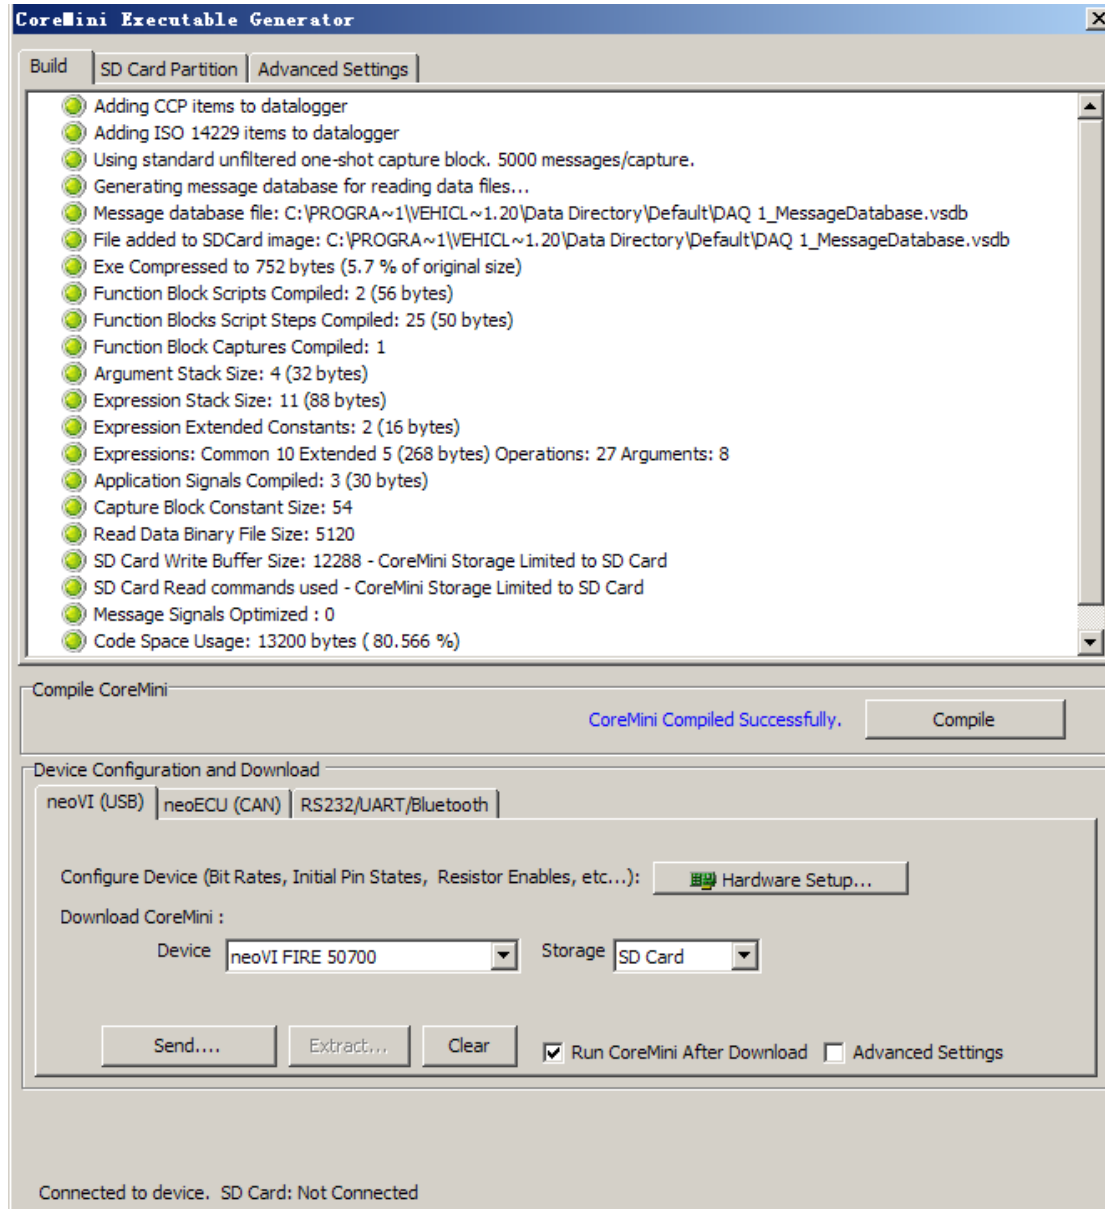 CoreMini Executable Generator
Build SD Card Partition Advanced Settings
Adding CCP items to datalogger
Adding ISO 14229 items to datalogger
Using standard unfiltered one-shot capture block. 5000 messages/capture.
Generating message database for reading data files...
Message database file: C:\PROGRA~1\VEHICL~1.20\Data Directory\Default\DAQ 1_MessageDatabase.vsdb
File added to SDCard image: C:\PROGRA~1\VEHICL~1.20\Data Directory\Default\DAQ 1_MessageDatabase.vsdb
Exe Compressed to 752 bytes (5.7 % of original size)
Function Block Scripts Compiled: 2 (56 bytes)
Function Blocks Script Steps Compiled: 25 (50 bytes)
Function Block Captures Compiled: 1
Argument Stack Size: 4 (32 bytes)
Expression Stack Size: 11 (88 bytes)
Expression Extended Constants: 2 (16 bytes)
Expressions: Common 10 Extended 5 (268 bytes) Operations: 27 Arguments: 8
Application Signals Compiled: 3 (30 bytes)
Capture Block Constant Size: 54
Read Data Binary File Size: 5120
SD Card Write Buffer Size: 12288 - CoreMini Storage Limited to SD Card
SD Card Read commands used - CoreMini Storage Limited to SD Card
Message Signals Optimized : 0
Code Space Usage: 13200 bytes ( 80.566 %)
Compile CoreMini
CoreMini Compiled Successfully. Compile
Device Configuration and Download
neoVI (USB) neoECU (CAN) RS232/UART/Bluetooth
Configure Device (Bit Rates, Initial Pin States, Resistor Enables, etc...): Hardware Setup...
Download CoreMini :
Device neoVI FIRE 50700 Storage SD Card
Send.... Extract... Clear Run CoreMini After Download Advanced Settings
Connected to device. SD Card: Not Connected